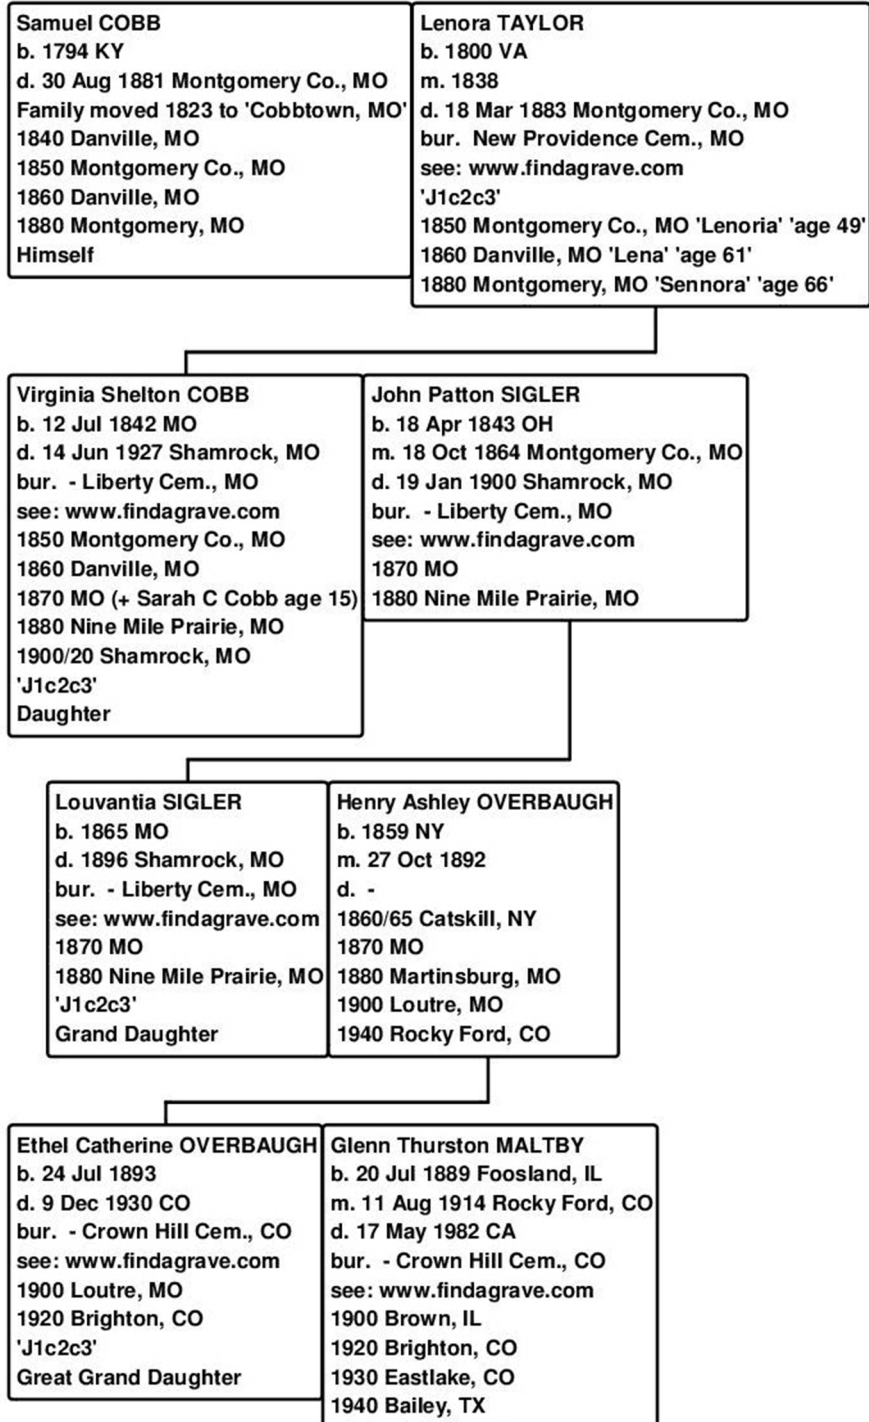 Samuel COBB
b. 1794 KY
d. 30 Aug 1881 Montgomery Co., MO
Family moved 1823 to 'Cobbtown, MO'
1840 Danville, MO
1850 Montgomery Co., MO
1860 Danville, MO
1880 Montgomery, MO
Himself
Lenora TAYLOR
b. 1800 VA
m. 1838
d. 18 Mar 1883 Montgomery Co., MO
bur. New Providence Cem., MO
see: www.findagrave.com
'J1c2c3'
1850 Montgomery Co., MO 'Lenoria' 'age 49'
1860 Danville, MO 'Lena' 'age 61'
1880 Montgomery, MO 'Sennora' 'age 66'
Virginia Shelton COBB
b. 12 Jul 1842 MO
d. 14 Jun 1927 Shamrock, MO
bur. - Liberty Cem., MO
see: www.findagrave.com
1850 Montgomery Co., MO
1860 Danville, MO
1870 MO (+ Sarah C Cobb age 15)
1880 Nine Mile Prairie, MO
1900/20 Shamrock, MO
'J1c2c3'
Daughter
John Patton SIGLER
b. 18 Apr 1843 OH
m. 18 Oct 1864 Montgomery Co., MO
d. 19 Jan 1900 Shamrock, MO
bur. - Liberty Cem., MO
see: www.findagrave.com
1870 MO
1880 Nine Mile Prairie, MO
Louvantia SIGLER
b. 1865 MO
d. 1896 Shamrock, MO
bur. - Liberty Cem., MO
see: www.findagrave.com
1870 MO
1880 Nine Mile Prairie, MO
'J1c2c3'
Grand Daughter
Henry Ashley OVERBAUGH
b. 1859 NY
m. 27 Oct 1892
d. -
1860/65 Catskill, NY
1870 MO
1880 Martinsburg, MO
1900 Loutre, MO
1940 Rocky Ford, CO
Ethel Catherine OVERBAUGH
b. 24 Jul 1893
d. 9 Dec 1930 CO
bur. - Crown Hill Cem., CO
see: www.findagrave.com
1900 Loutre, MO
1920 Brighton, CO
'J1c2c3'
Great Grand Daughter
Glenn Thurston MALTBY
b. 20 Jul 1889 Foosland, IL
m. 11 Aug 1914 Rocky Ford, CO
d. 17 May 1982 CA
bur. - Crown Hill Cem., CO
see: www.findagrave.com
1900 Brown, IL
1920 Brighton, CO
1930 Eastlake, CO
1940 Bailey, TX